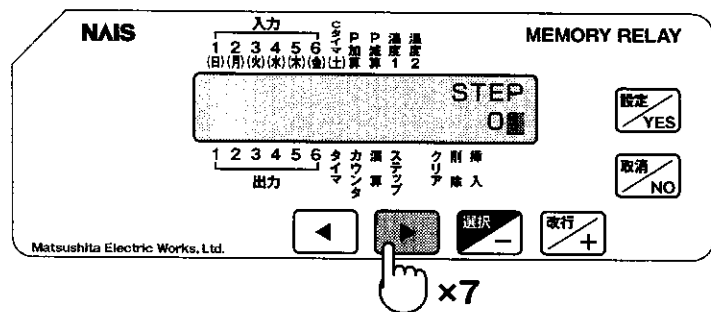 NAIS
入力
MEMORY RELAY
1 2 3 4 5 6
(日)(月)(火)(水)(木)(金)(土)
Cタイマ
P加算
P減算
温度1
温度2
STEP
0
設定/YES
1 2 3 4 5 6
出力
タイマ
カウンタ
演算
ステップ
クリア
削除
挿入
取消/NO
◀ ▶ 選択/− 改行/+
Matsushita Electric Works, Ltd.
×7